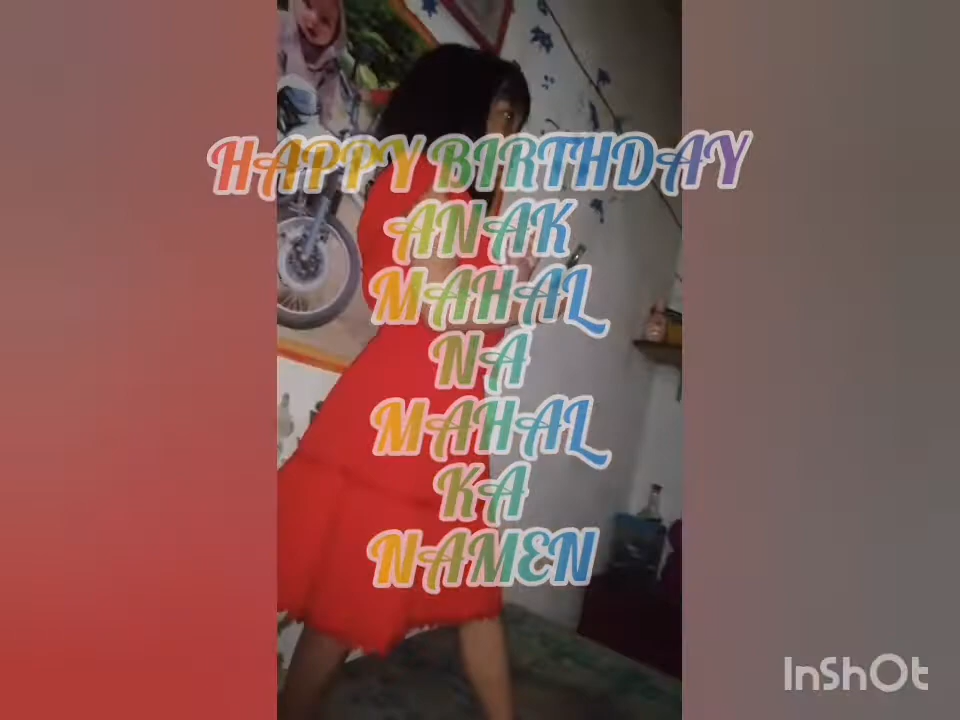 HAPPY BIRTHDAY
ANAK
MAHAL
NA
MAHAL
KA
NAMEN
InShOt